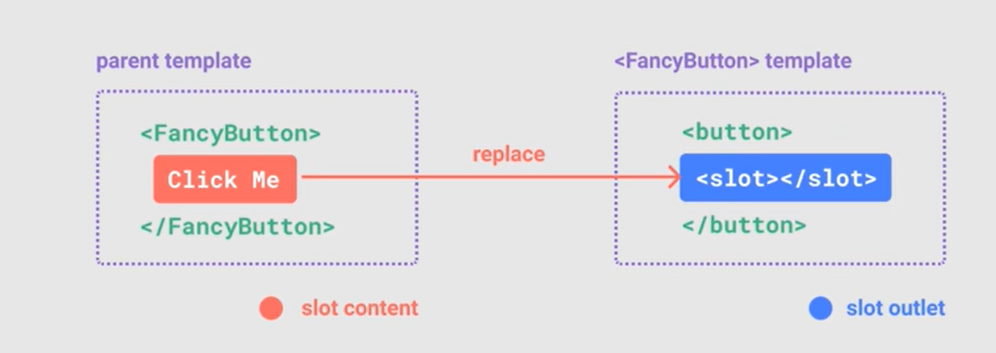 parent template
<FancyButton> template
<FancyButton>
Click Me
</FancyButton>
replace
<button>
<slot></slot>
</button>
slot content
slot outlet